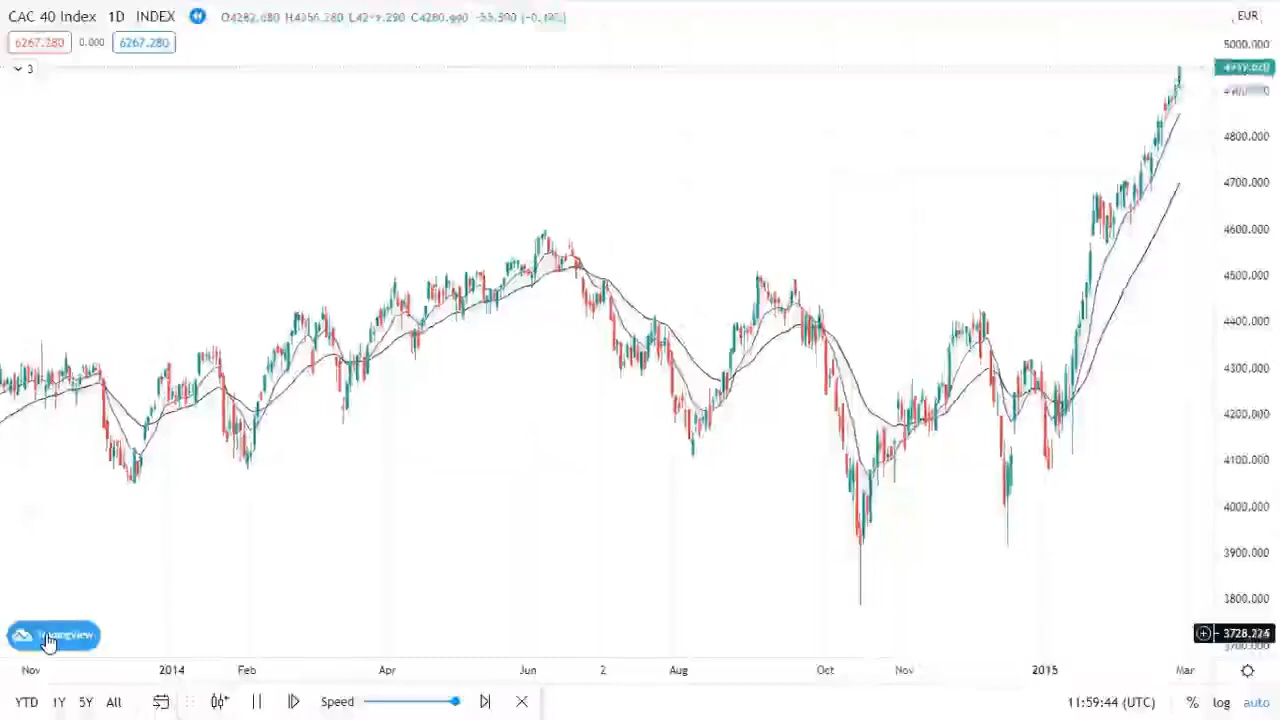 CAC 40 Index 1D INDEX
EUR
6267.280 0.000 6267.280
3
5000.000
4800.000
4700.000
4600.000
4500.000
4400.000
4300.000
4200.000
4100.000
4000.000
3900.000
3800.000
3728.224
Nov 2014 Feb Apr Jun 2 Aug Oct Nov 2015 Mar
YTD 1Y 5Y All Speed 11:59:44 (UTC) % log auto